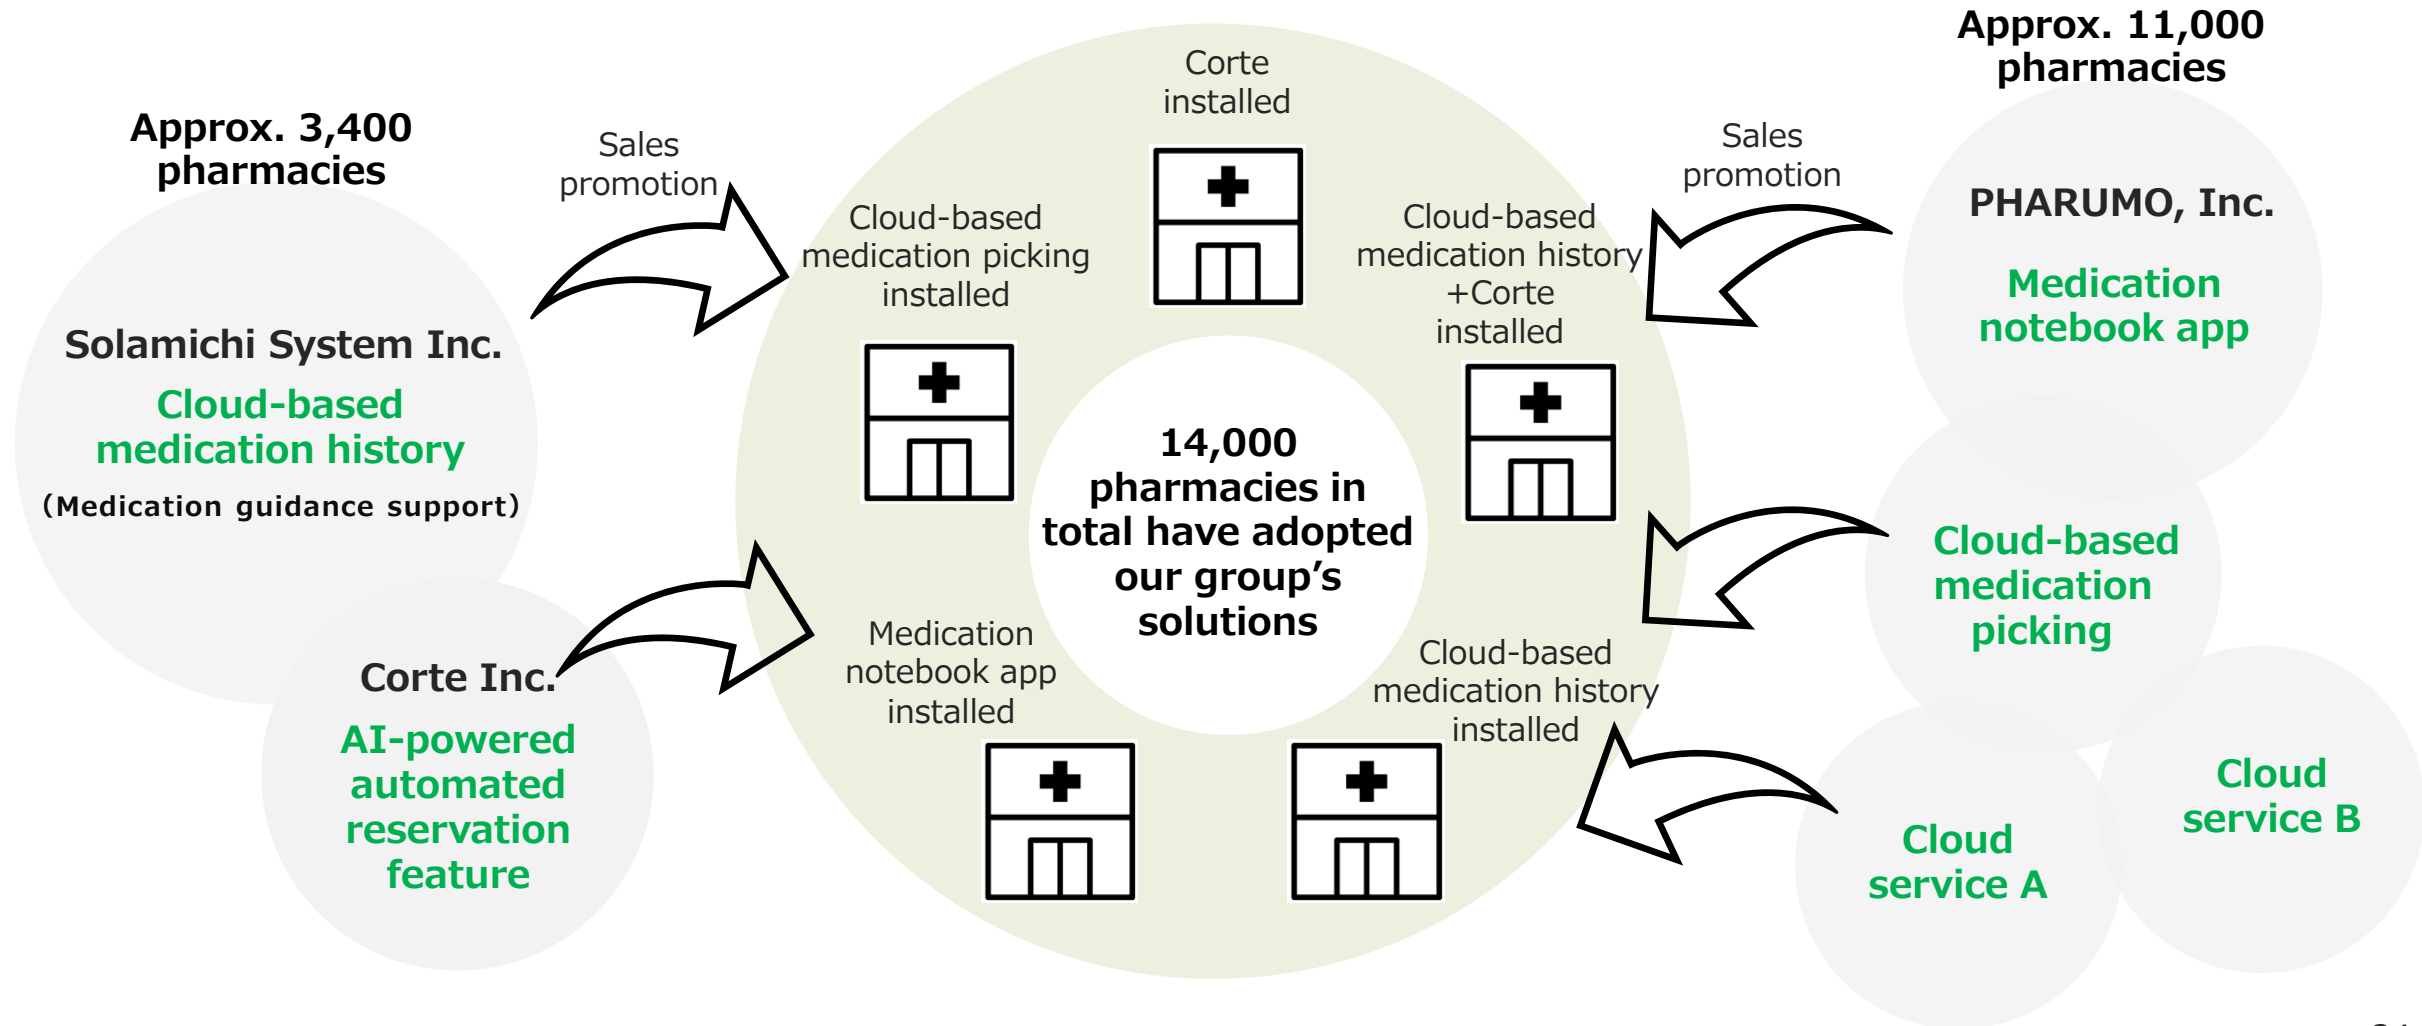 Approx. 3,400
pharmacies
Solamichi System Inc.
Cloud-based
medication history
(Medication guidance support)
Corte Inc.
AI-powered
automated
reservation
feature
Sales
promotion
Corte
installed
Cloud-based
medication picking
installed
Cloud-based
medication history
+Corte
installed
14,000
pharmacies in
total have adopted
our group’s
solutions
Medication
notebook app
installed
Cloud-based
medication history
installed
Sales
promotion
Approx. 11,000
pharmacies
PHARUMO, Inc.
Medication
notebook app
Cloud-based
medication
picking
Cloud
service A
Cloud
service B